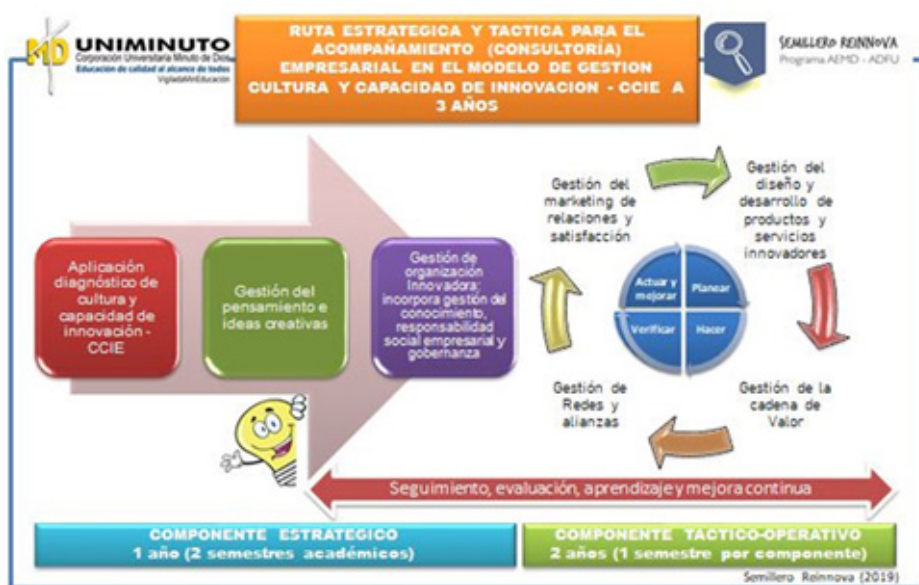 UNIMINUTO
Corporación Universitaria Minuto de Dios
Educación de calidad al alcance de todos
VigiladaMinEducación
RUTA ESTRATEGICA Y TACTICA PARA EL
ACOMPAÑAMIENTO (CONSULTORÍA)
EMPRESARIAL EN EL MODELO DE GESTION
CULTURA Y CAPACIDAD DE INNOVACION - CCIE A
3 AÑOS
SEMILLERO REINNOVA
Programa AEMD - ADFU
Aplicación
diagnóstico de
cultura y
capacidad de
innovación -
CCIE
Gestión del
pensamiento e
ideas creativas
Gestión de
organización
Innovadora;
incorpora gestión del
conocimiento,
responsabilidad
social empresarial y
gobernanza
Gestión del
marketing de
relaciones y
satisfacción
Gestión del
diseño y
desarrollo de
productos y
servicios
innovadores
Actuar y
mejorar
Planear
Verificar
Hacer
Gestión de
Redes y
alianzas
Gestión de la
cadena de
Valor
Seguimiento, evaluación, aprendizaje y mejora continua
COMPONENTE ESTRATEGICO
1 año (2 semestres académicos)
COMPONENTE TACTICO-OPERATIVO
2 años (1 semestre por componente)
Semillero Reinnova (2019)